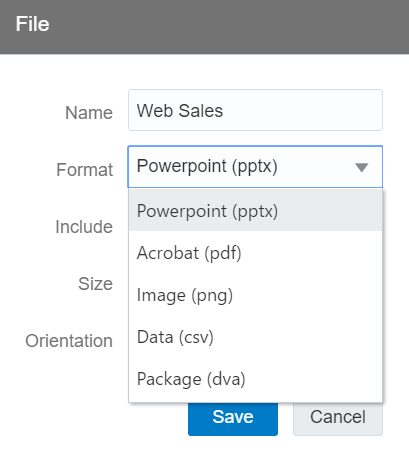 File
Name Web Sales
Format Powerpoint (pptx)
Powerpoint (pptx)
Include
Acrobat (pdf)
Size
Image (png)
Orientation
Data (csv)
Package (dva)
Save Cancel